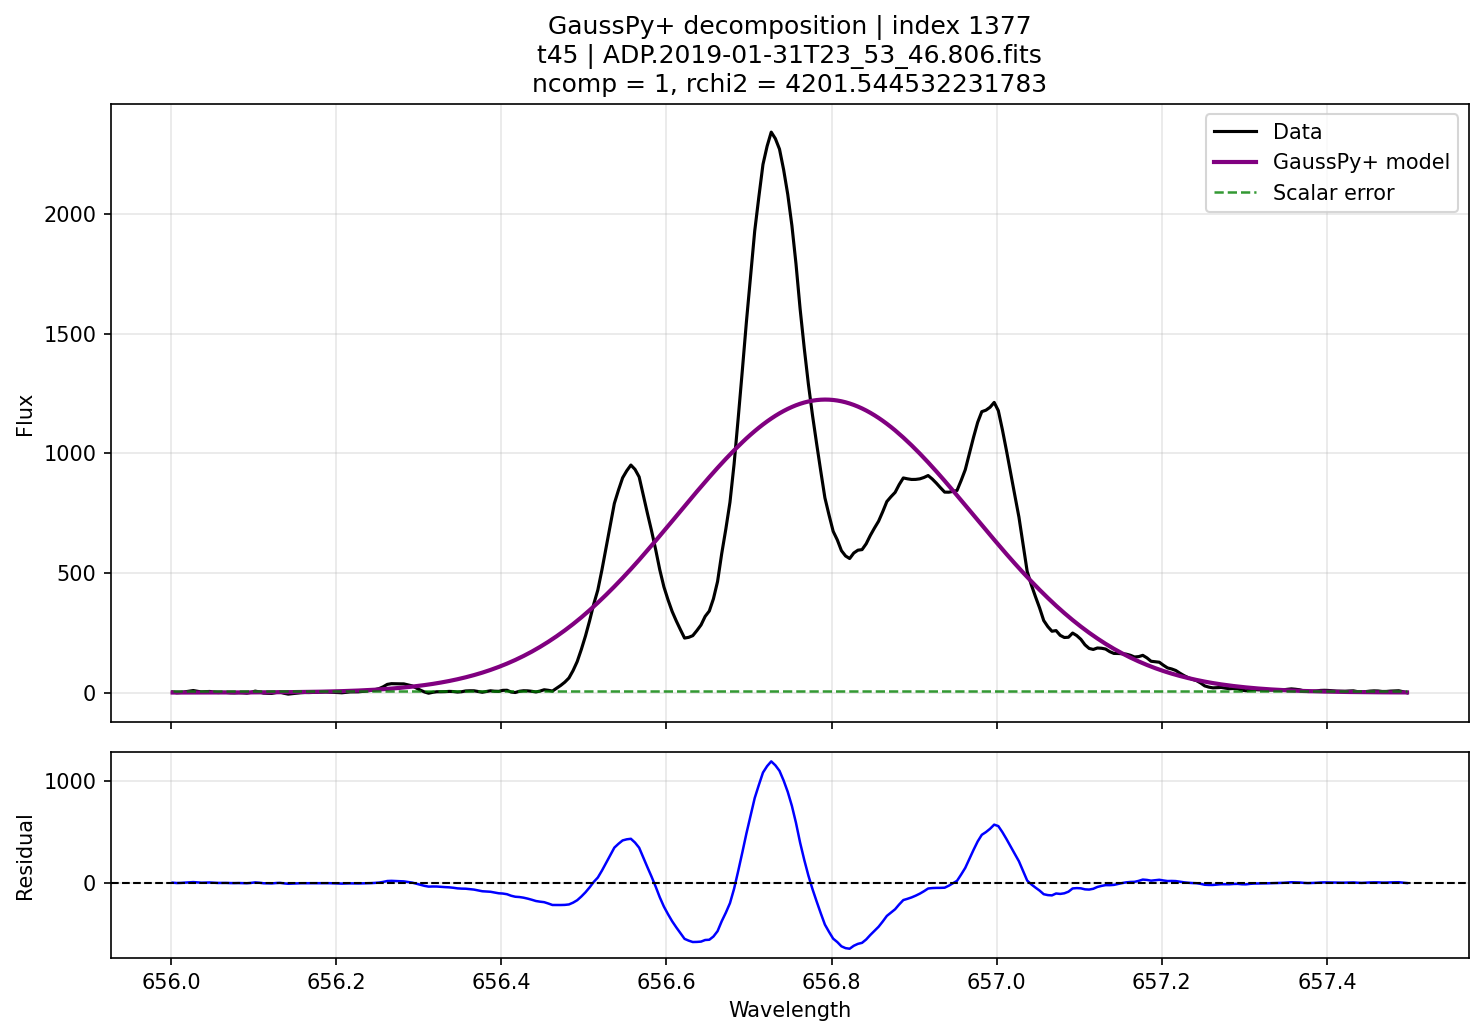 GaussPy+ decomposition | index 1377
t45 | ADP.2019-01-31T23_53_46.806.fits
ncomp = 1, rchi2 = 4201.544532231783
Data
GaussPy+ model
Scalar error
Flux
2000
1500
1000
500
0
Residual
1000
0
656.0 656.2 656.4 656.6 656.8 657.0 657.2 657.4
Wavelength